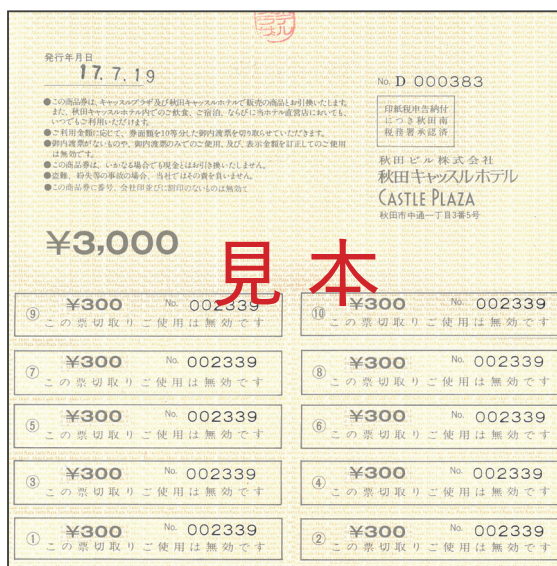 発行年月日
17.7.19
No. D 000383
●この商品券は、キャッスルプラザ及び秋田キャッスルホテルで販売の商品とお引換いたします。
また、秋田キャッスルホテル内でのご飲食、ご宿泊、ならびに当ホテル直営店においても、
いつでもご利用いただけます。
●ご利用金額に応じて、券面額を10等分した御内渡票を切り取らせていただきます。
●御内渡票がないものや、御内渡票のみでのご使用、及び、表示金額を訂正してのご使用
は無効です。
●この商品券は、いかなる場合でも現金とはお引換いたしません。
●盗難、紛失等の事故の場合、当社ではその責を負いません。
●この商品券に番号、会社印並びに割印のないものは無効て
印紙税申告納付
につき秋田南
税務署承認済
秋田ビル株式会社
秋田キャッスルホテル
CASTLE PLAZA
秋田市中通一丁目3番5号
¥3,000
見本
⑨ ¥300 No. 002339
この票切取りご使用は無効です
⑩ ¥300 No. 002339
この票切取りご使用は無効です
⑦ ¥300 No. 002339
この票切取りご使用は無効です
⑧ ¥300 No. 002339
この票切取りご使用は無効です
⑤ ¥300 No. 002339
この票切取りご使用は無効です
⑥ ¥300 No. 002339
この票切取りご使用は無効です
③ ¥300 No. 002339
この票切取りご使用は無効です
④ ¥300 No. 002339
この票切取りご使用は無効です
① ¥300 No. 002339
この票切取りご使用は無効です
② ¥300 No. 002339
この票切取りご使用は無効です